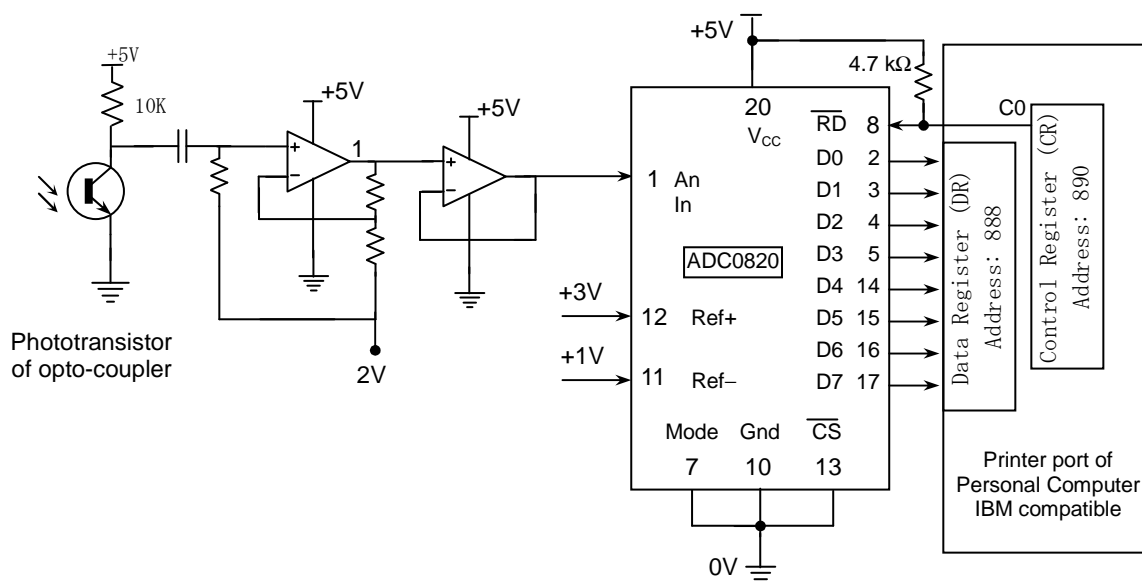 +5V
10K
Phototransistor
of opto-coupler
+5V
1
2V
+5V
+5V
4.7 kΩ
20
V_CC
1 An
In
ADC0820
+3V
12 Ref+
+1V
11 Ref−
Mode Gnd C̅S̅
7 10 13
0V
R̅D̅ 8
D0 2
D1 3
D2 4
D3 5
D4 14
D5 15
D6 16
D7 17
C0
Data Register (DR)
Address: 888
Control Register (CR)
Address: 890
Printer port of
Personal Computer
IBM compatible